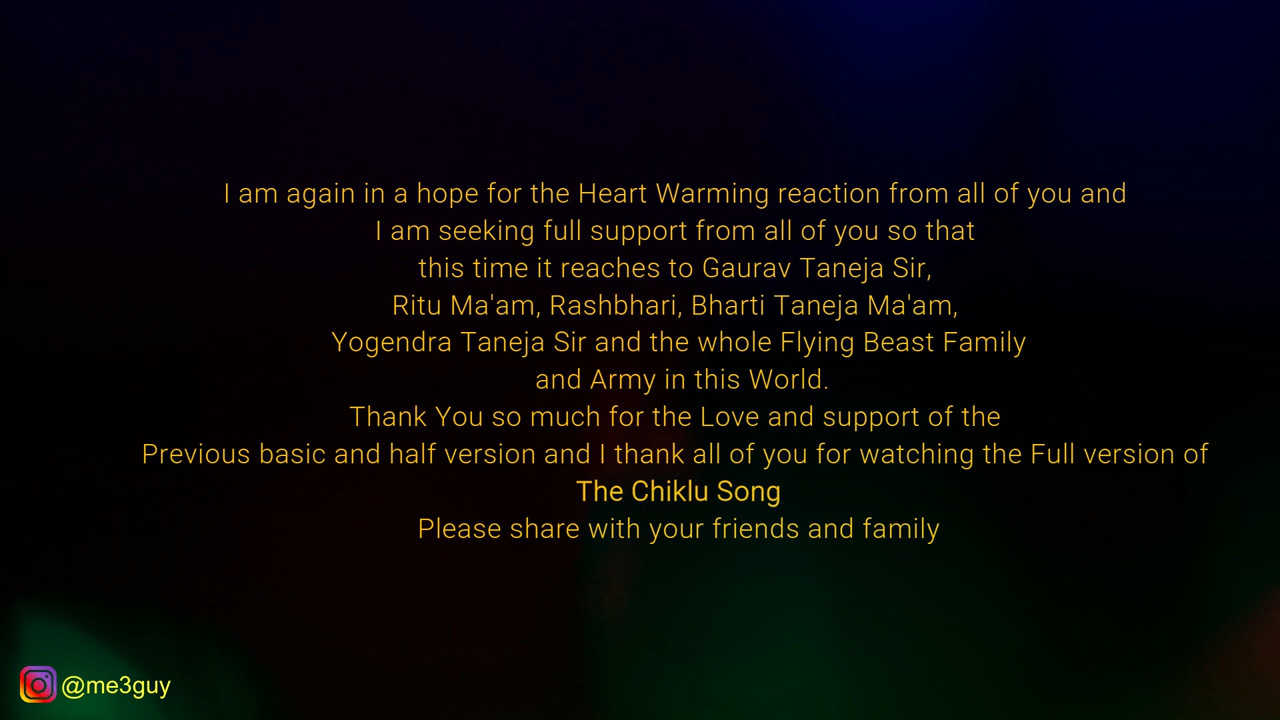 I am again in a hope for the Heart Warming reaction from all of you and
I am seeking full support from all of you so that
this time it reaches to Gaurav Taneja Sir,
Ritu Ma'am, Rashbhari, Bharti Taneja Ma'am,
Yogendra Taneja Sir and the whole Flying Beast Family
and Army in this World.
Thank You so much for the Love and support of the
Previous basic and half version and I thank all of you for watching the Full version of
The Chiklu Song
Please share with your friends and family
@me3guy